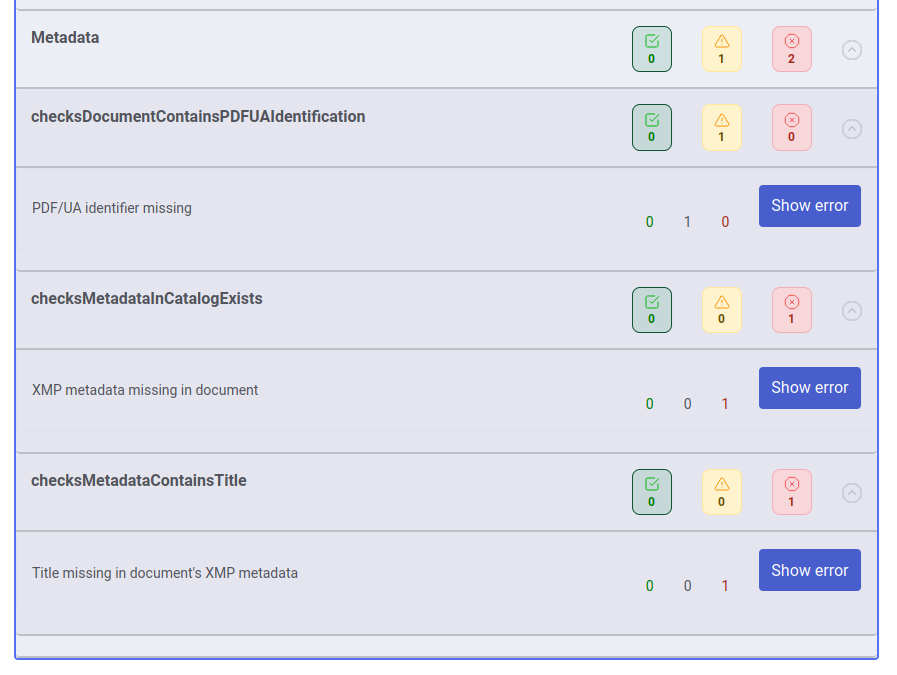 Metadata
0 1 2
checksDocumentContainsPDFUAIdentification
0 1 0
PDF/UA identifier missing
0 1 0 Show error
checksMetadataInCatalogExists
0 0 1
XMP metadata missing in document
0 0 1 Show error
checksMetadataContainsTitle
0 0 1
Title missing in document's XMP metadata
0 0 1 Show error